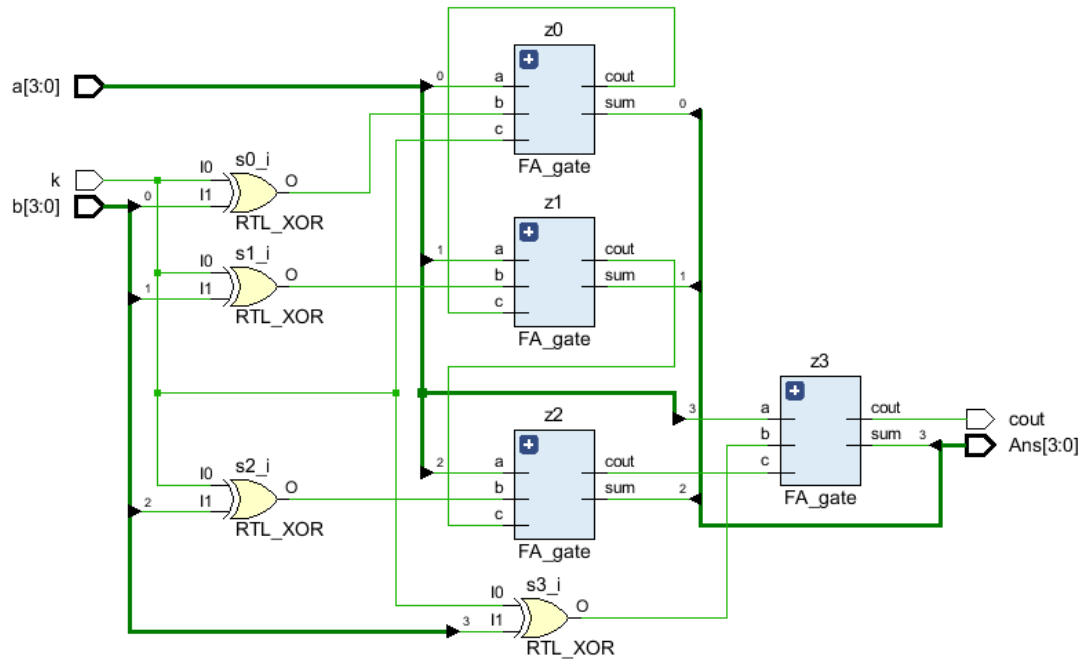 z0
a[3:0]
0
a
cout
b
sum
0
c
FA_gate
k
I0
s0_i
O
b[3:0]
0
I1
RTL_XOR
z1
s1_i
1
a
cout
I0
O
b
sum
1
1
I1
c
RTL_XOR
FA_gate
z3
z2
3
a
cout
cout
b
sum
3
Ans[3:0]
s2_i
2
a
cout
c
I0
O
b
sum
2
FA_gate
2
I1
c
RTL_XOR
FA_gate
s3_i
I0
O
3
I1
RTL_XOR